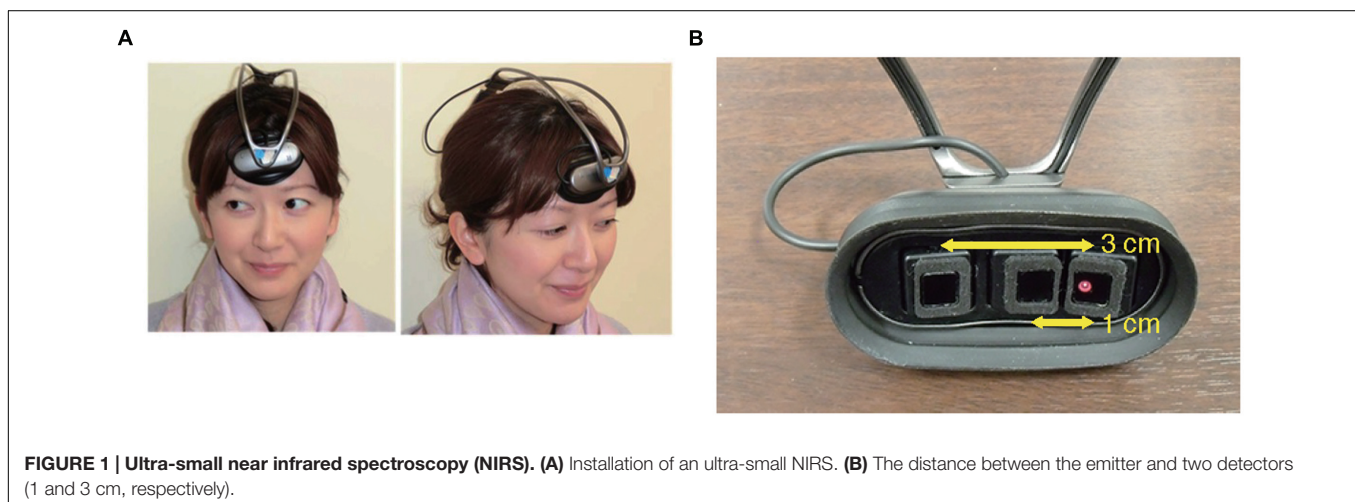 A
B
3 cm
1 cm
FIGURE 1 | Ultra-small near infrared spectroscopy (NIRS). (A) Installation of an ultra-small NIRS. (B) The distance between the emitter and two detectors
(1 and 3 cm, respectively).